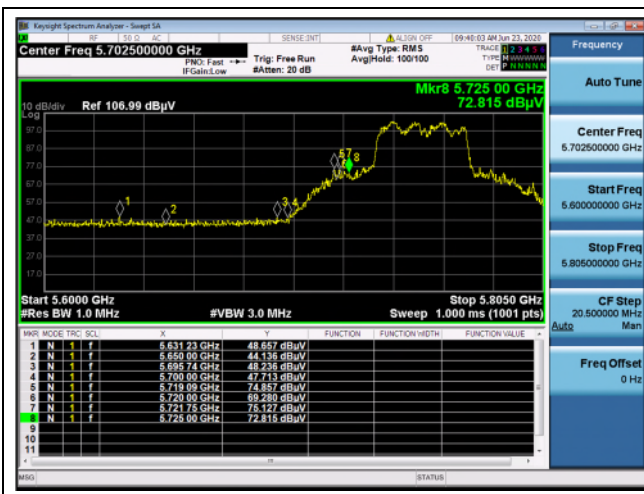 Keysight Spectrum Analyzer - Swept SA
RF 50 Ω AC SENSE:INT ALIGN OFF 09:40:03 AM Jun 23, 2020
Center Freq 5.702500000 GHz
PNO: Fast
IFGain:Low
Trig: Free Run
#Atten: 20 dB
#Avg Type: RMS
Avg|Hold: 100/100
TRACE 1 2 3 4 5 6
TYPE M WWWWW
DET P N N N N N
Mkr8 5.725 00 GHz
72.815 dBµV
10 dB/div Ref 106.99 dBµV
Log
97.0
87.0
77.0
67.0
57.0
47.0
37.0
27.0
17.0
1
2
3 4
5 7 8
Start 5.6000 GHz
Stop 5.8050 GHz
#Res BW 1.0 MHz
#VBW 3.0 MHz
Sweep 1.000 ms (1001 pts)
MKR MODE TRC SCL X Y FUNCTION FUNCTION WIDTH FUNCTION VALUE
1 N 1 f 5.631 23 GHz 48.657 dBµV
2 N 1 f 5.650 00 GHz 44.136 dBµV
3 N 1 f 5.695 74 GHz 48.236 dBµV
4 N 1 f 5.700 00 GHz 47.713 dBµV
5 N 1 f 5.719 09 GHz 74.857 dBµV
6 N 1 f 5.720 00 GHz 69.280 dBµV
7 N 1 f 5.721 75 GHz 75.127 dBµV
8 N 1 f 5.725 00 GHz 72.815 dBµV
9
10
11
MSG
STATUS
Frequency
Auto Tune
Center Freq
5.702500000 GHz
Start Freq
5.600000000 GHz
Stop Freq
5.805000000 GHz
CF Step
20.500000 MHz
Auto Man
Freq Offset
0 Hz